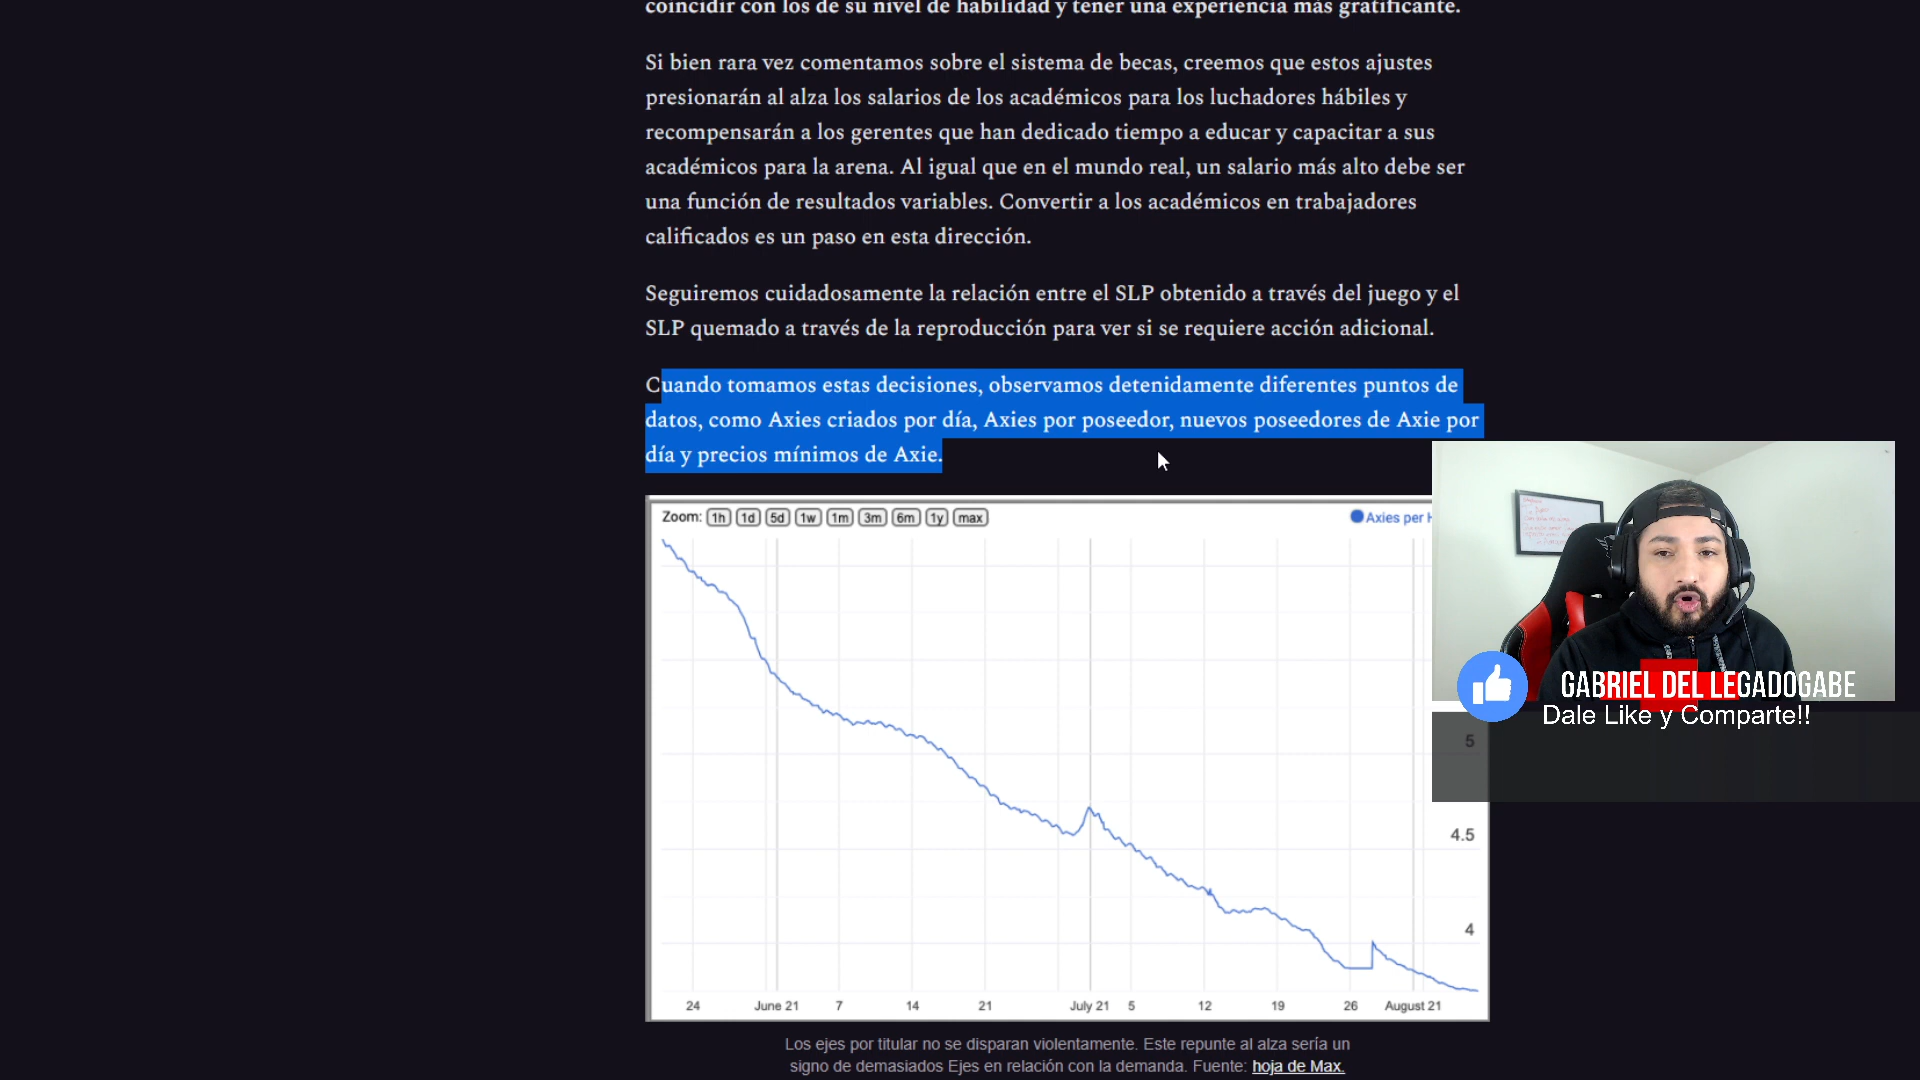 coincidir con los de su nivel de habilidad y tener una experiencia más gratificante.
Si bien rara vez comentamos sobre el sistema de becas, creemos que estos ajustes
presionarán al alza los salarios de los académicos para los luchadores hábiles y
recompensarán a los gerentes que han dedicado tiempo a educar y capacitar a sus
académicos para la arena. Al igual que en el mundo real, un salario más alto debe ser
una función de resultados variables. Convertir a los académicos en trabajadores
calificados es un paso en esta dirección.
Seguiremos cuidadosamente la relación entre el SLP obtenido a través del juego y el
SLP quemado a través de la reproducción para ver si se requiere acción adicional.
Cuando tomamos estas decisiones, observamos detenidamente diferentes puntos de
datos, como Axies criados por día, Axies por poseedor, nuevos poseedores de Axie por
día y precios mínimos de Axie.
Zoom: 1h 1d 5d 1w 1m 3m 6m 1y max
Axies per
GABRIEL DEL LEGADOGABE
Dale Like y Comparte!!
5
4.5
4
24 June 21 7 14 21 July 21 5 12 19 26 August 21
Los ejes por titular no se disparan violentamente. Este repunte al alza sería un
signo de demasiados Ejes en relación con la demanda. Fuente: hoja de Max.